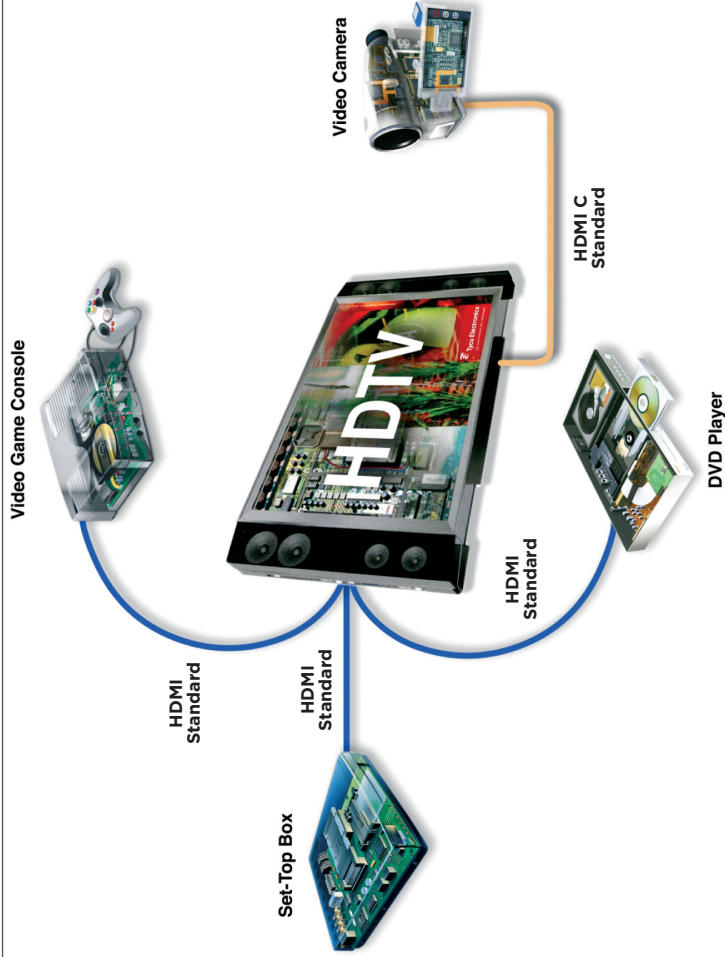 Video Game Console
Video Camera
HDMI
Standard
HDMI
Standard
HDMI
Standard
HDMI C
Standard
HDTV
Tyco Electronics
Set-Top Box
DVD Player